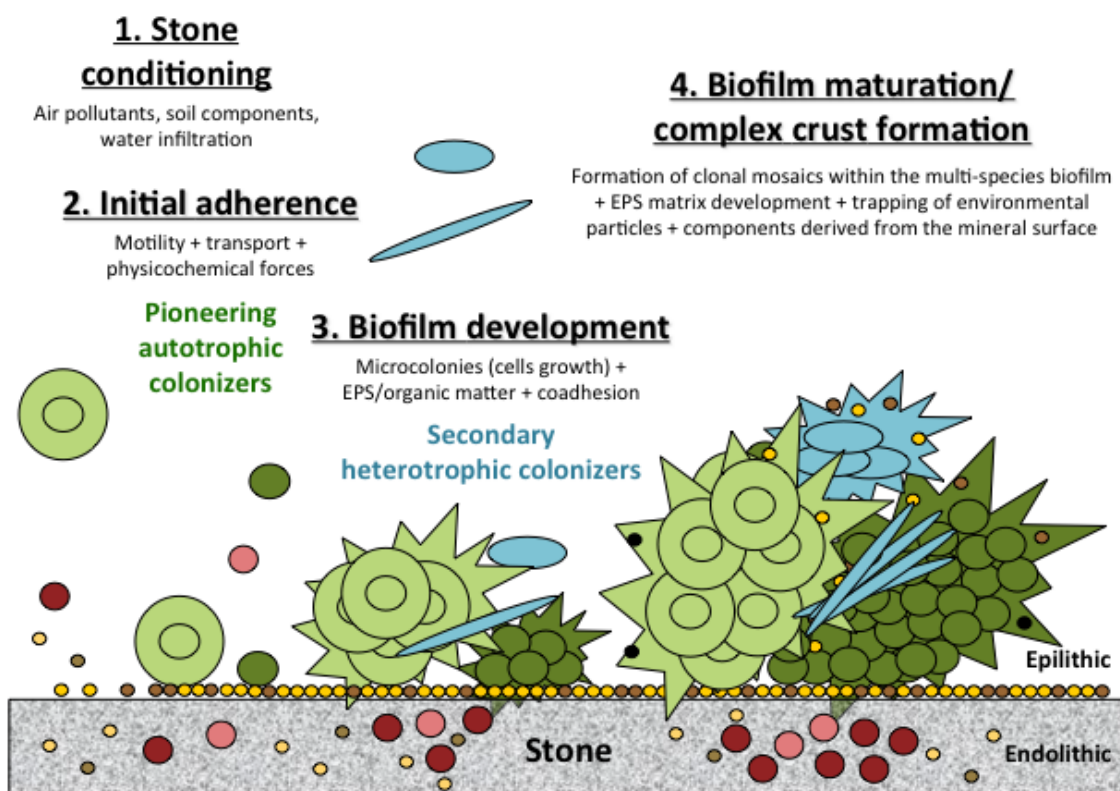 1. Stone
conditioning
Air pollutants, soil components,
water infiltration
2. Initial adherence
Motility + transport +
physicochemical forces
Pioneering
autotrophic
colonizers
3. Biofilm development
Microcolonies (cells growth) +
EPS/organic matter + coadhesion
Secondary
heterotrophic colonizers
4. Biofilm maturation/
complex crust formation
Formation of clonal mosaics within the multi-species biofilm
+ EPS matrix development + trapping of environmental
particles + components derived from the mineral surface
Epilithic
Stone
Endolithic